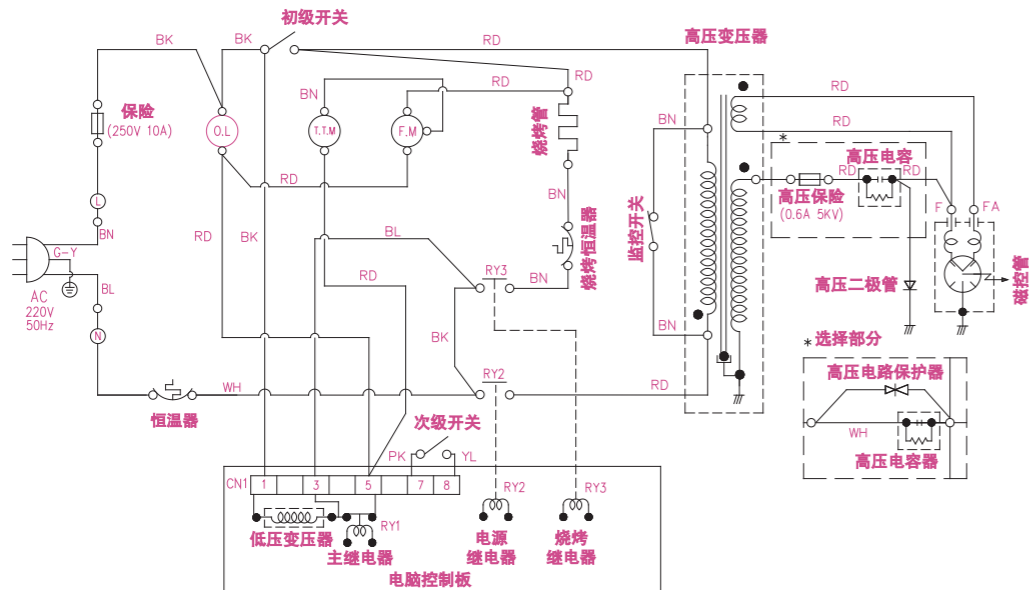 初级开关
高压变压器
BK
BK
RD
RD
RD
BN
RD
保险
(250V 10A)
O.L
T.T.M
F.M
烧烤管
BN
RD
*
高压电容
RD
RD
高压保险
(0.6A 5KV)
F
FA
L
BN
G-Y
AC
220V
50Hz
BL
N
RD
BK
BL
RD
RD
BN
烧烤恒温器
监控开关
RY3
BN
BK
BN
高压二极管
磁控管
*选择部分
高压电路保护器
WH
高压电容器
恒温器
WH
RY2
RD
次级开关
PK
YL
CN1
1
3
5
7
8
RY2
RY3
RY1
低压变压器
主继电器
电源
继电器
烧烤
继电器
电脑控制板